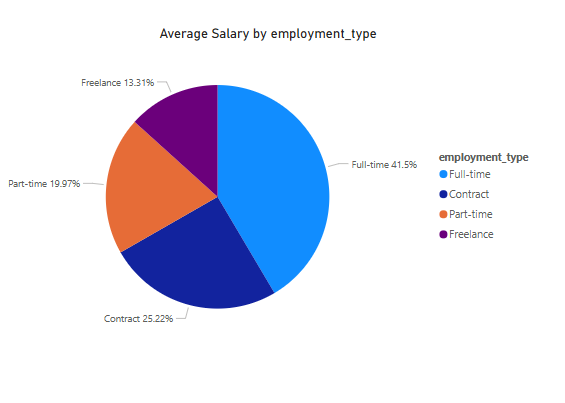 Average Salary by employment_type
Freelance 13.31%
Full-time 41.5%
Part-time 19.97%
Contract 25.22%
employment_type
Full-time
Contract
Part-time
Freelance